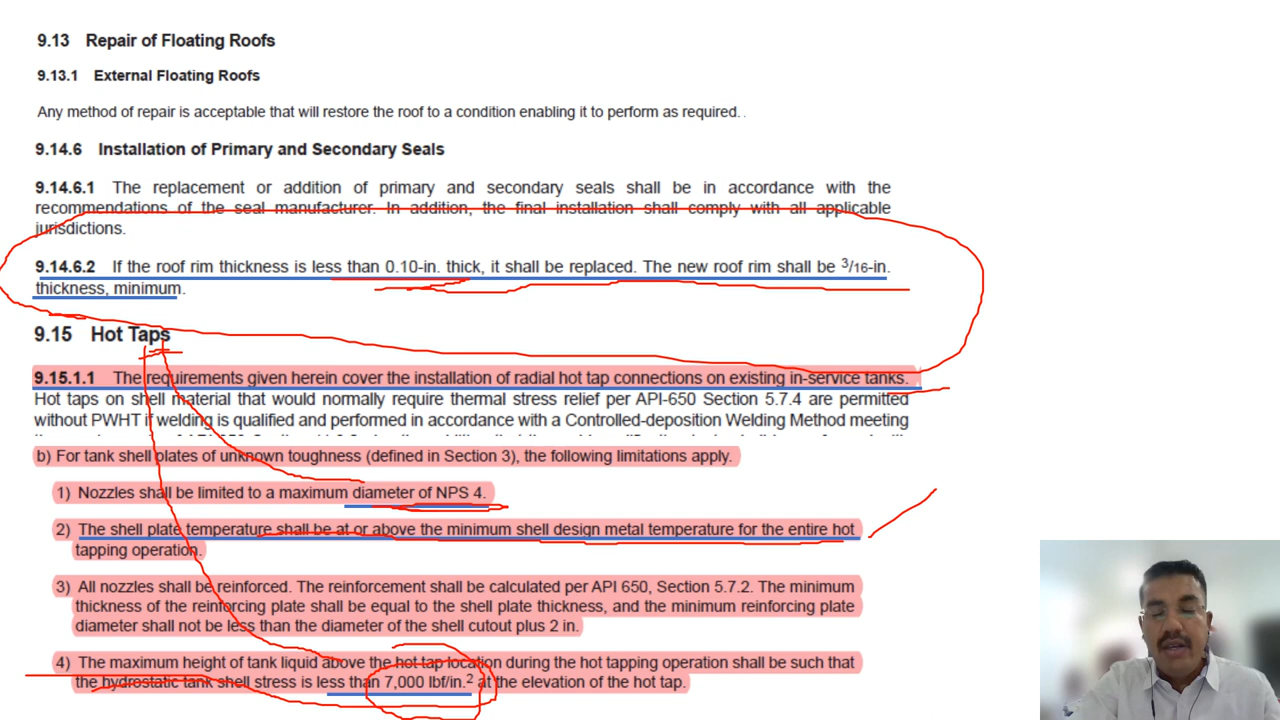 9.13 Repair of Floating Roofs
9.13.1 External Floating Roofs
Any method of repair is acceptable that will restore the roof to a condition enabling it to perform as required. .
9.14.6 Installation of Primary and Secondary Seals
9.14.6.1 The replacement or addition of primary and secondary seals shall be in accordance with the
recommendations of the seal manufacturer. In addition, the final installation shall comply with all applicable
jurisdictions.
9.14.6.2 If the roof rim thickness is less than 0.10-in. thick, it shall be replaced. The new roof rim shall be 3/16-in.
thickness, minimum.
9.15 Hot Taps
9.15.1.1 The requirements given herein cover the installation of radial hot tap connections on existing in-service tanks.
Hot taps on shell material that would normally require thermal stress relief per API-650 Section 5.7.4 are permitted
without PWHT if welding is qualified and performed in accordance with a Controlled-deposition Welding Method meeting
b) For tank shell plates of unknown toughness (defined in Section 3), the following limitations apply.
1) Nozzles shall be limited to a maximum diameter of NPS 4.
2) The shell plate temperature shall be at or above the minimum shell design metal temperature for the entire hot
tapping operation.
3) All nozzles shall be reinforced. The reinforcement shall be calculated per API 650, Section 5.7.2. The minimum
thickness of the reinforcing plate shall be equal to the shell plate thickness, and the minimum reinforcing plate
diameter shall not be less than the diameter of the shell cutout plus 2 in.
4) The maximum height of tank liquid above the hot tap location during the hot tapping operation shall be such that
the hydrostatic tank shell stress is less than 7,000 lbf/in.2 at the elevation of the hot tap.